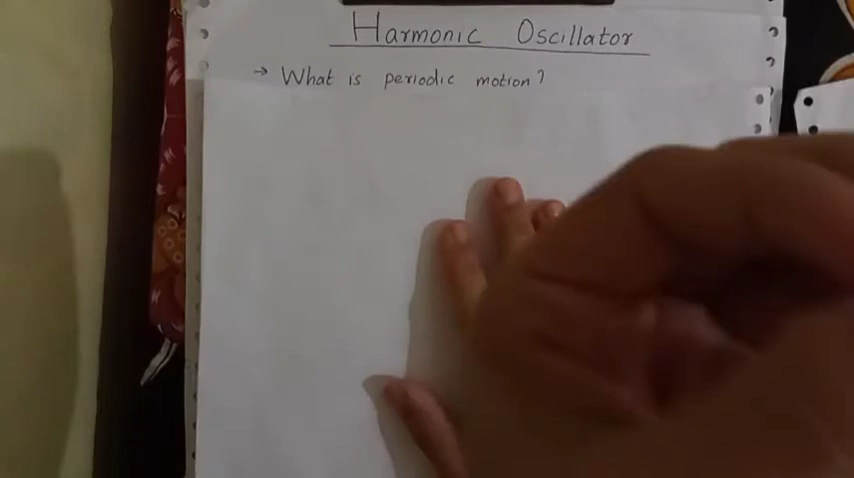 Harmonic Oscillator
→ What is periodic motion?